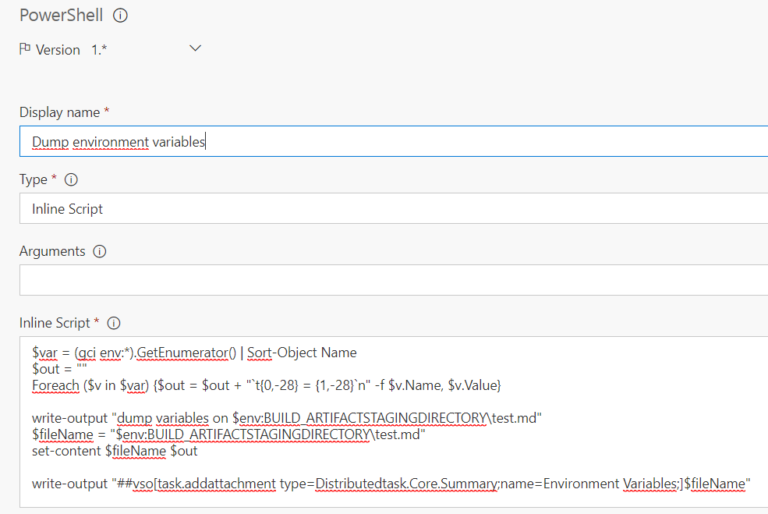 PowerShell
Version 1.*
Display name *
Dump environment variables
Type *
Inline Script
Arguments
Inline Script *
$var = (gci env:*).GetEnumerator() | Sort-Object Name
$out = ""
Foreach ($v in $var) {$out = $out + "`t{0,-28} = {1,-28}`n" -f $v.Name, $v.Value}
write-output "dump variables on $env:BUILD_ARTIFACTSTAGINGDIRECTORY\test.md"
$fileName = "$env:BUILD_ARTIFACTSTAGINGDIRECTORY\test.md"
set-content $fileName $out
write-output "##vso[task.addattachment type=Distributedtask.Core.Summary;name=Environment Variables;]$fileName"